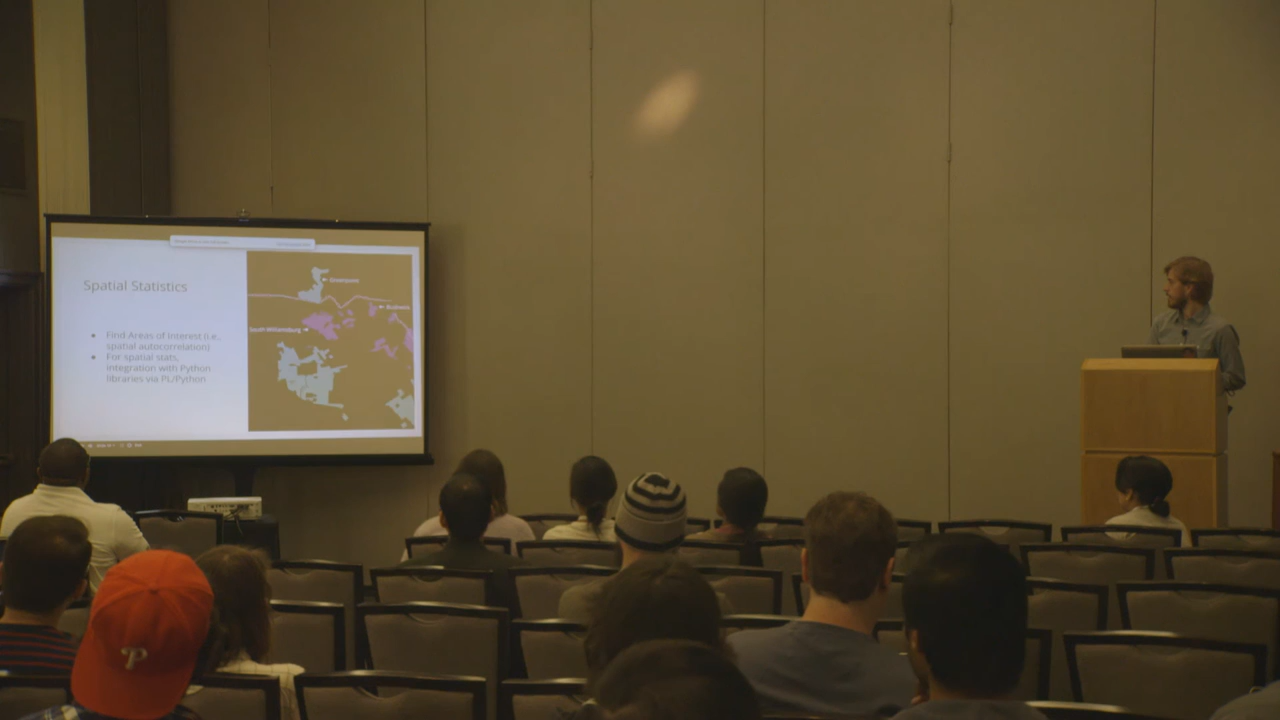 Spatial Statistics
● Find Areas of Interest (i.e.,
spatial autocorrelation)
● For spatial stats,
integration with Python
libraries via PL/Python
Greenpoint
Bushwick
South Williamsburg
P